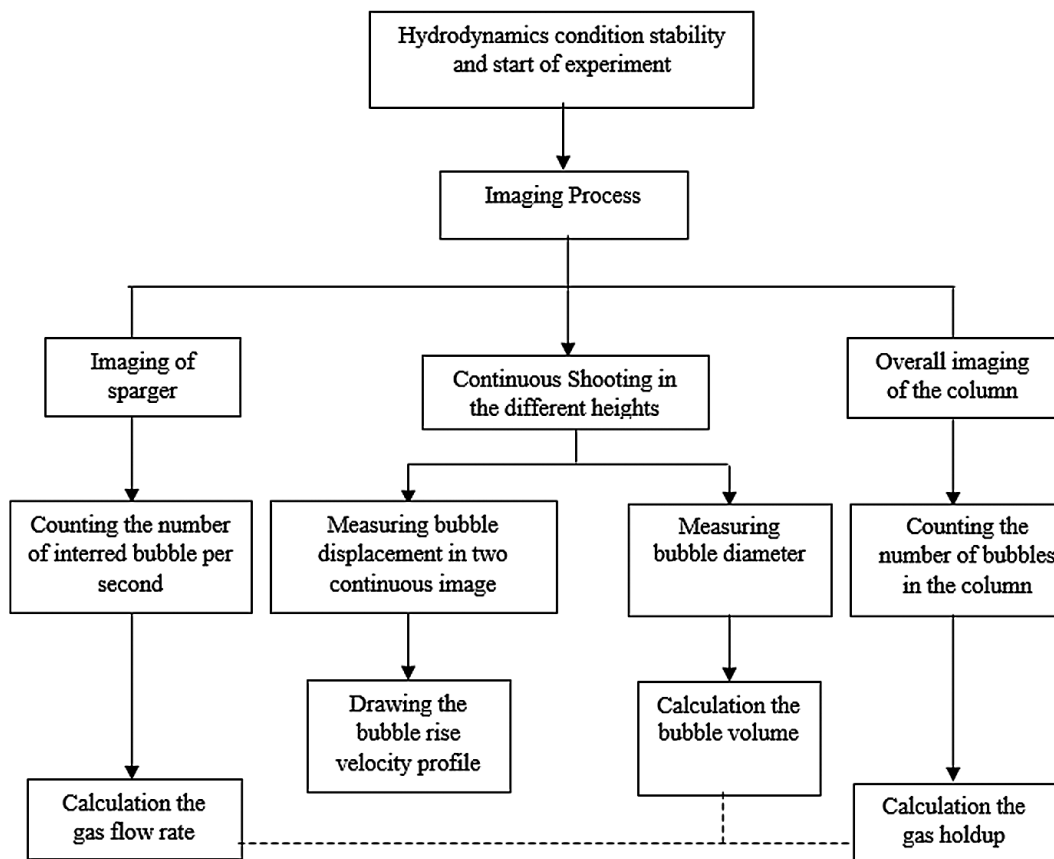 Hydrodynamics condition stability
and start of experiment
Imaging Process
Imaging of
sparger
Continuous Shooting in
the different heights
Overall imaging
of the column
Counting the number
of interred bubble per
second
Measuring bubble
displacement in two
continuous image
Measuring
bubble diameter
Counting the
number of bubbles
in the column
Drawing the
bubble rise
velocity profile
Calculation the
bubble volume
Calculation the
gas flow rate
Calculation the
gas holdup